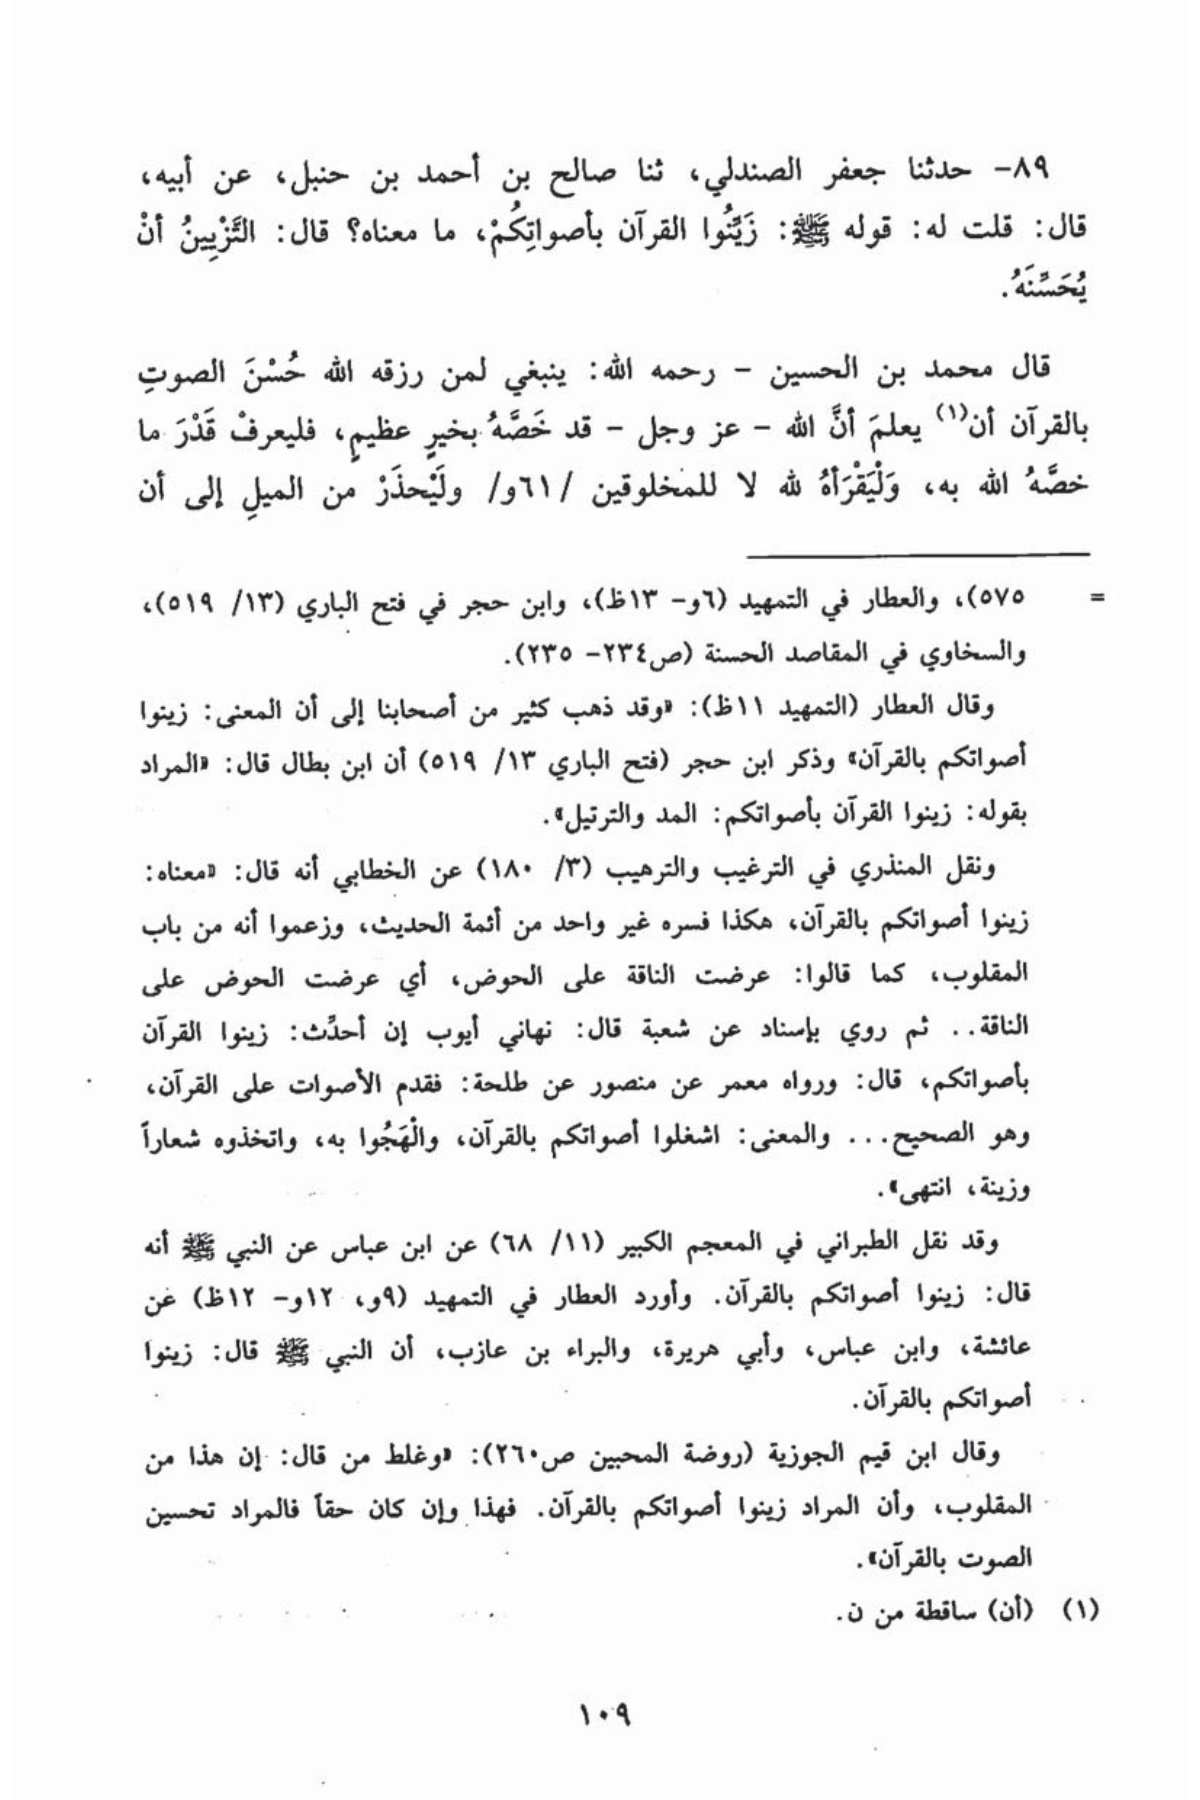 ٨٩- حدثنا جعفر الصندلي، ثنا صالح بن أحمد بن حنبل، عن أبيه،
قال: قلت له: قوله ﷺ: زَيِّنُوا القرآن بأصواتِكُمْ، ما معناه؟ قال: التَّزْيِينُ أنْ
يُحَسِّنَهُ.
قال محمد بن الحسين - رحمه الله: ينبغي لمن رزقه الله حُسْنَ الصوتِ
بالقرآن أن(١) يعلمَ أنَّ الله - عز وجل - قد خَصَّهُ بخيرٍ عظيمٍ، فليعرفْ قَدْرَ ما
خصَّهُ الله به، وَلْيَقْرَأهُ لله لا للمخلوقين /٦١و/ ولَيْحذَرْ من الميلِ إلى أن
= ٥٧٥)، والعطار في التمهيد (٦و- ١٣ظ)، وابن حجر في فتح الباري (١٣/ ٥١٩)،
والسخاوي في المقاصد الحسنة (ص٢٣٤- ٢٣٥).
وقال العطار (التمهيد ١١ظ): «وقد ذهب كثير من أصحابنا إلى أن المعنى: زينوا
أصواتكم بالقرآن» وذكر ابن حجر (فتح الباري ١٣/ ٥١٩) أن ابن بطال قال: «المراد
بقوله: زينوا القرآن بأصواتكم: المد والترتيل».
ونقل المنذري في الترغيب والترهيب (٣/ ١٨٠) عن الخطابي أنه قال: «معناه:
زينوا أصواتكم بالقرآن، هكذا فسره غير واحد من أئمة الحديث، وزعموا أنه من باب
المقلوب، كما قالوا: عرضت الناقة على الحوض، أي عرضت الحوض على
الناقة.. ثم روي بإسناد عن شعبة قال: نهاني أيوب إن أحدِّث: زينوا القرآن
بأصواتكم، قال: ورواه معمر عن منصور عن طلحة: فقدم الأصوات على القرآن،
وهو الصحيح... والمعنى: اشغلوا أصواتكم بالقرآن، والْهَجُوا به، واتخذوه شعاراً
وزينة، انتهى».
وقد نقل الطبراني في المعجم الكبير (١١/ ٦٨) عن ابن عباس عن النبي ﷺ أنه
قال: زينوا أصواتكم بالقرآن. وأورد العطار في التمهيد (٩و، ١٢و- ١٢ظ) عن
عائشة، وابن عباس، وأبي هريرة، والبراء بن عازب، أن النبي ﷺ قال: زينوا
أصواتكم بالقرآن.
وقال ابن قيم الجوزية (روضة المحبين ص٢٦٠): «وغلط من قال: إن هذا من
المقلوب، وأن المراد زينوا أصواتكم بالقرآن. فهذا وإن كان حقاً فالمراد تحسين
الصوت بالقرآن».
(١) (أن) ساقطة من ن.
١٠٩